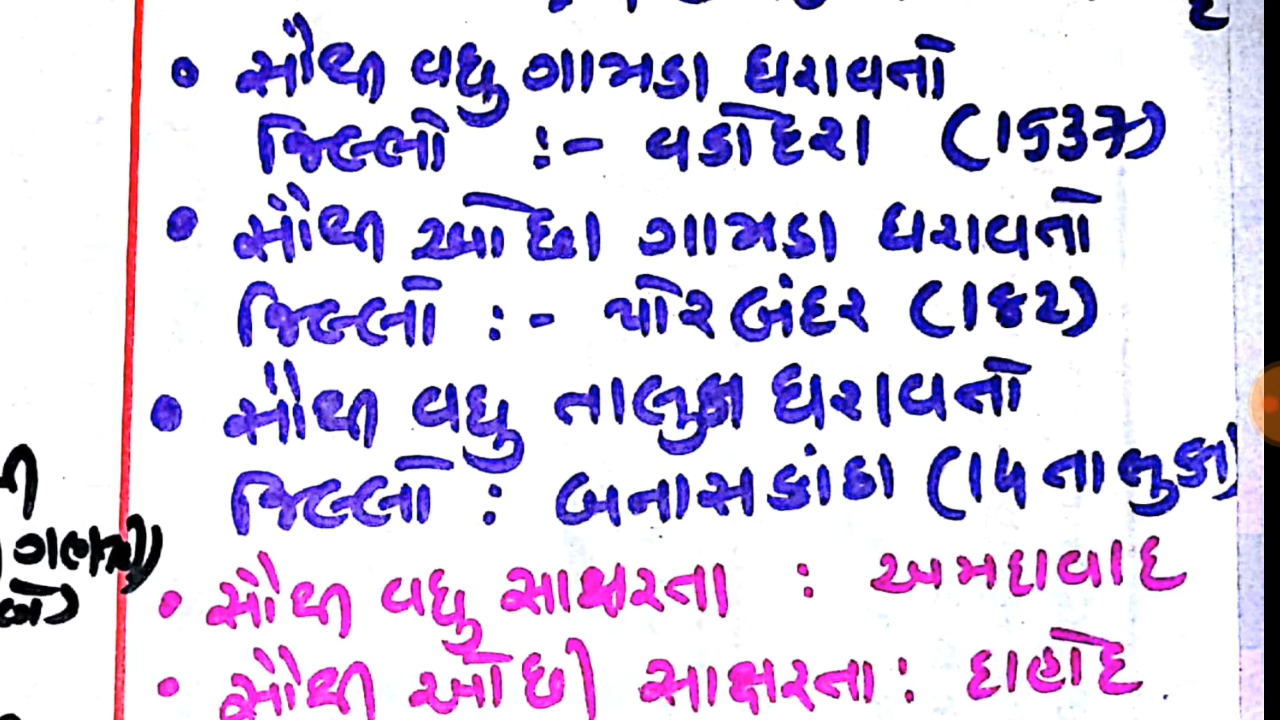 • સૌથી વધુ ગામડા ધરાવતો
જિલ્લો :- વડોદરા (1537)
• સૌથી ઓછા ગામડા ધરાવતો
જિલ્લો :- પોરબંદર (182)
• સૌથી વધુ તાલુકા ધરાવતો
જિલ્લો : બનાસકાંઠા (14 તાલુકા)
• સૌથી વધુ સાક્ષરતા : અમદાવાદ
• સૌથી ઓછી સાક્ષરતા : દાહોદ